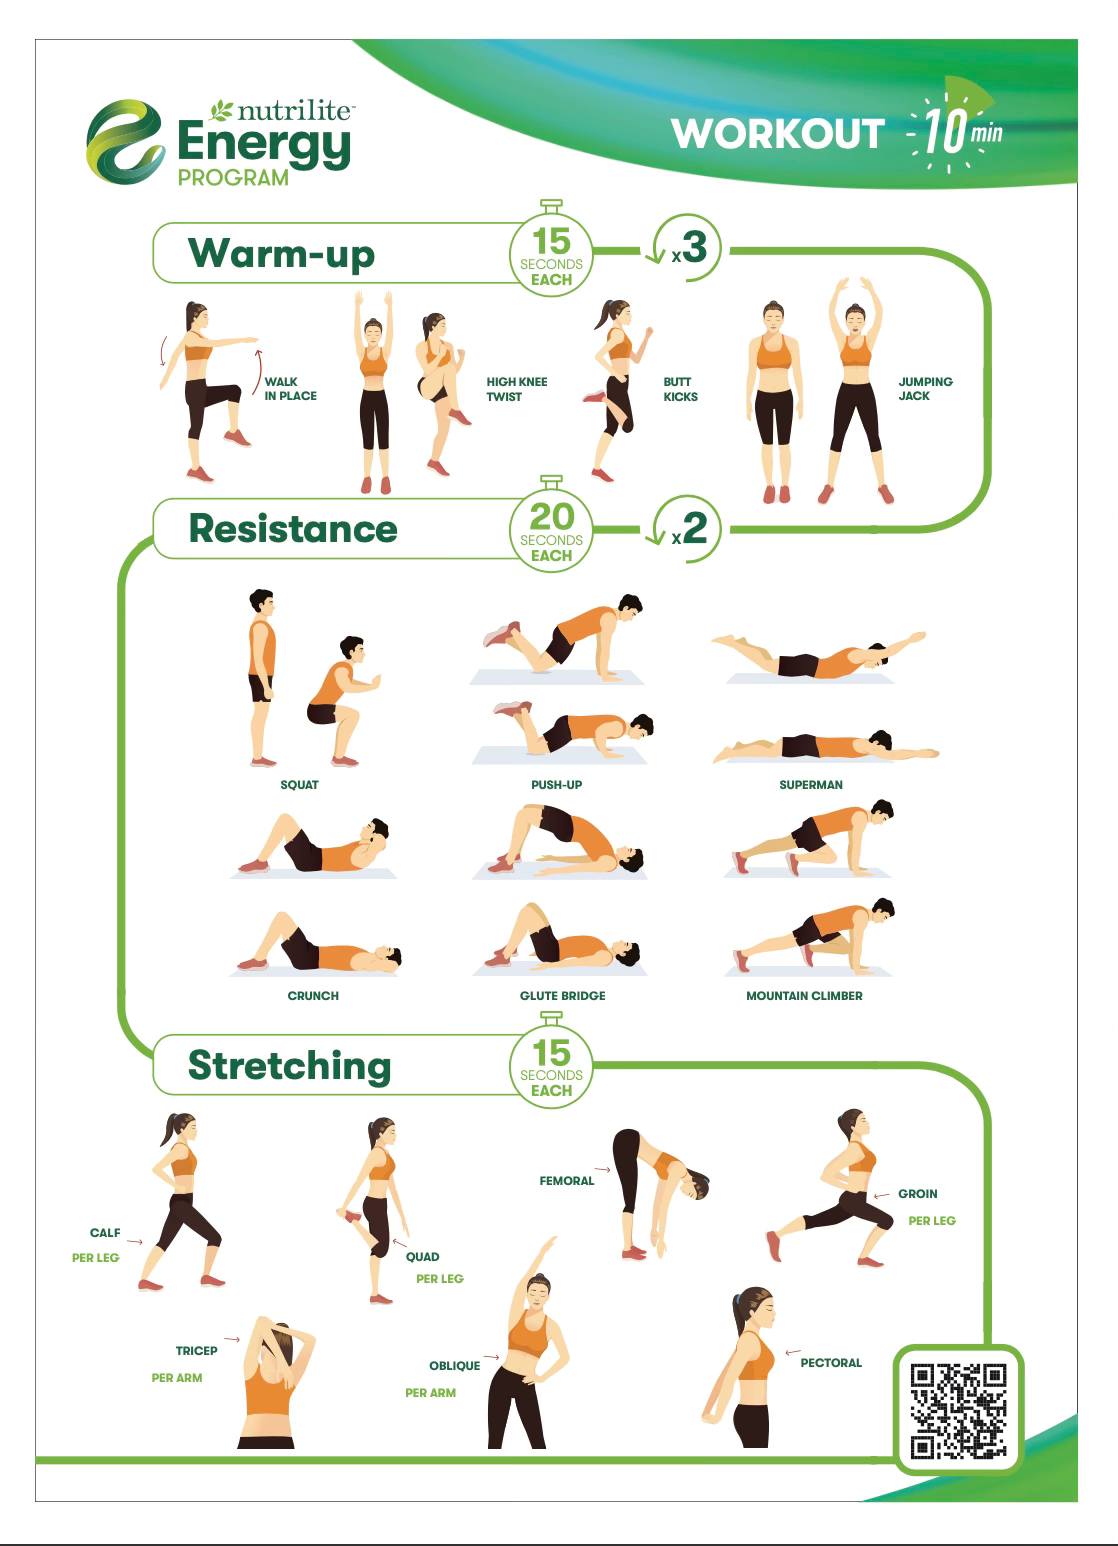 nutrilite™
Energy
PROGRAM
WORKOUT 10 min
Warm-up
15
SECONDS
EACH
x3
WALK
IN PLACE
HIGH KNEE
TWIST
BUTT
KICKS
JUMPING
JACK
Resistance
20
SECONDS
EACH
x2
SQUAT
PUSH-UP
SUPERMAN
CRUNCH
GLUTE BRIDGE
MOUNTAIN CLIMBER
Stretching
15
SECONDS
EACH
CALF
PER LEG
QUAD
PER LEG
FEMORAL
GROIN
PER LEG
TRICEP
PER ARM
OBLIQUE
PER ARM
PECTORAL